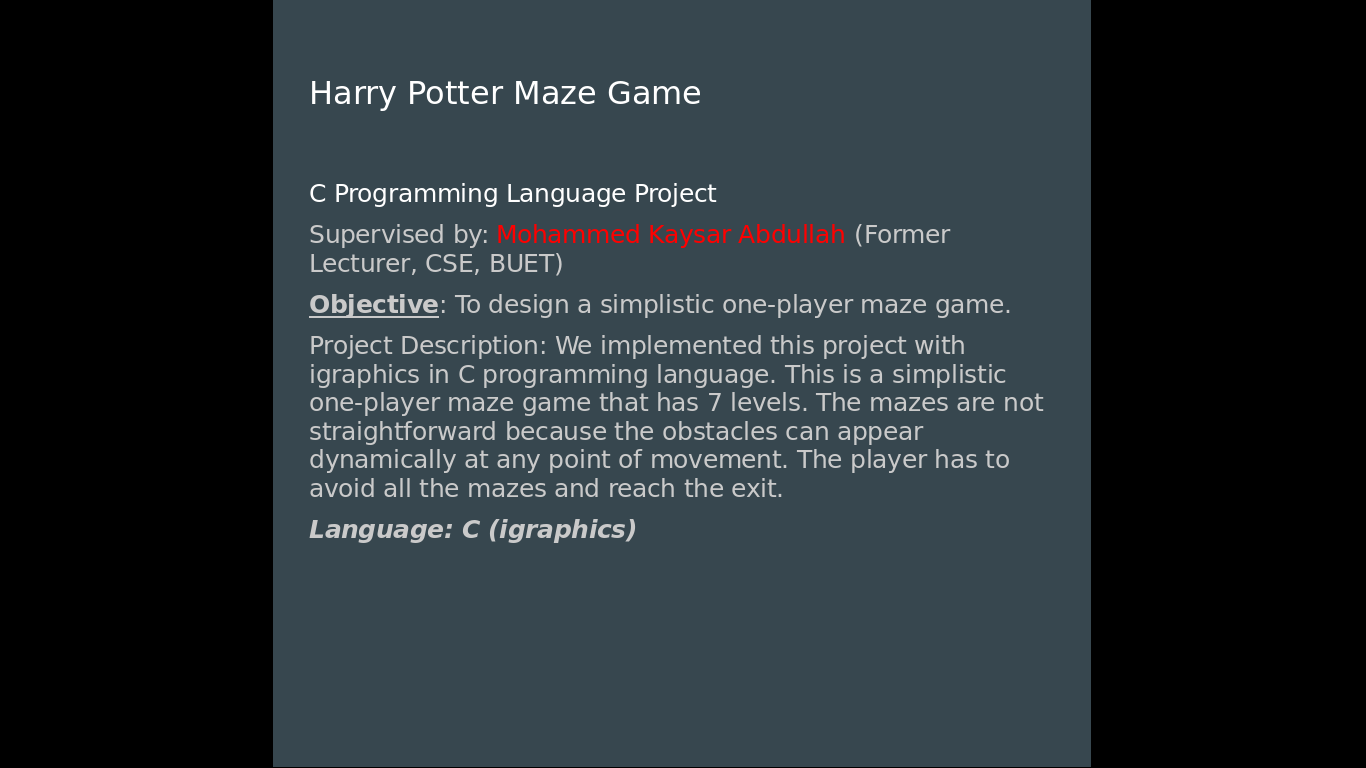 Harry Potter Maze Game
C Programming Language Project
Supervised by: Mohammed Kaysar Abdullah (Former
Lecturer, CSE, BUET)
Objective: To design a simplistic one-player maze game.
Project Description: We implemented this project with
igraphics in C programming language. This is a simplistic
one-player maze game that has 7 levels. The mazes are not
straightforward because the obstacles can appear
dynamically at any point of movement. The player has to
avoid all the mazes and reach the exit.
Language: C (igraphics)